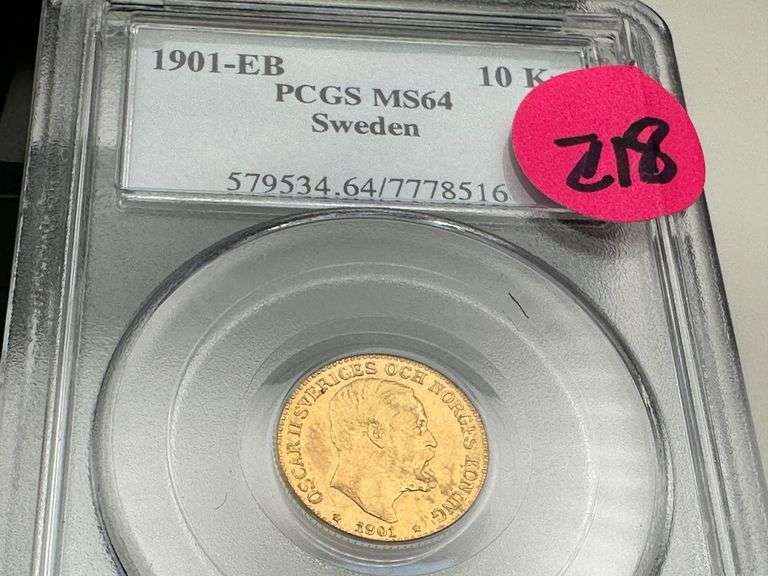 1901-EB 10 K
PCGS MS64
Sweden
579534.64/7778516
218
OSCAR II SVERIGES OCH NORGES KONUNG
1901